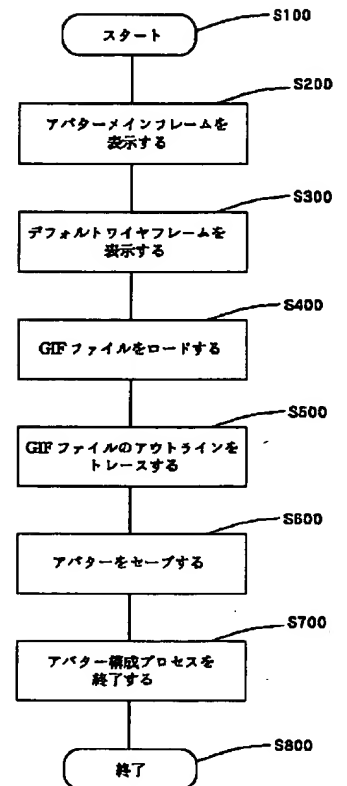 S100
スタート
S200
アバターメインフレームを
表示する
S300
デフォルトワイヤフレームを
表示する
S400
GIF ファイルをロードする
S500
GIF ファイルのアウトラインを
トレースする
S600
アバターをセーブする
S700
アバター構成プロセスを
終了する
S800
終了